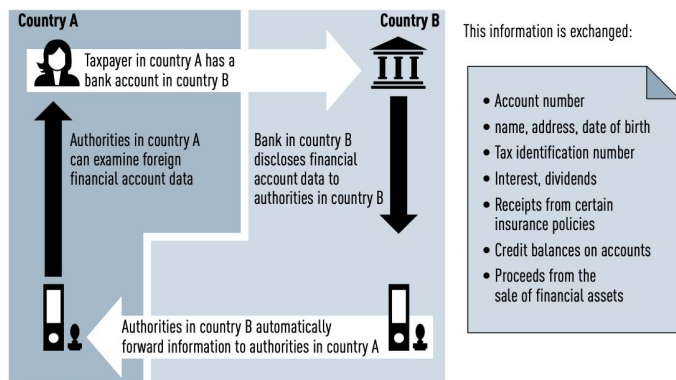 Country A
Country B
Taxpayer in country A has a
bank account in country B
Authorities in country A
can examine foreign
financial account data
Bank in country B
discloses financial
account data to
authorities in country B
Authorities in country B automatically
forward information to authorities in country A
This information is exchanged:
• Account number
• name, address, date of birth
• Tax identification number
• Interest, dividends
• Receipts from certain
insurance policies
• Credit balances on accounts
• Proceeds from the
sale of financial assets